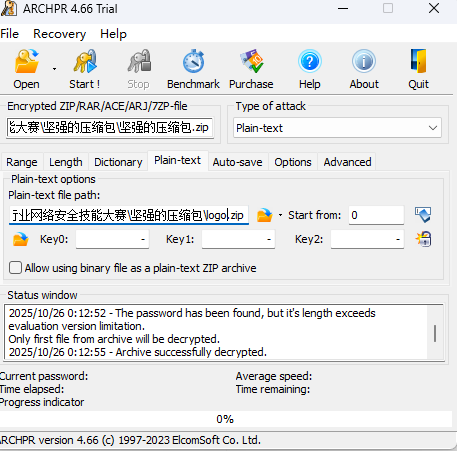 ARCHPR 4.66 Trial
File Recovery Help
Open Start ! Stop Benchmark Purchase Help About Quit
Encrypted ZIP/RAR/ACE/ARJ/7ZP-file
Type of attack
能大赛\坚强的压缩包\坚强的压缩包.zip
Plain-text
Range Length Dictionary Plain-text Auto-save Options Advanced
Plain-text options
Plain-text file path:
行业网络安全技能大赛\坚强的压缩包\logo.zip
Start from: 0
Key0: - Key1: - Key2: -
Allow using binary file as a plain-text ZIP archive
Status window
2025/10/26 0:12:52 - The password has been found, but it's length exceeds
evaluation version limitation.
Only first file from archive will be decrypted.
2025/10/26 0:12:55 - Archive successfully decrypted.
Current password:
Average speed:
Time elapsed:
Time remaining:
Progress indicator
0%
ARCHPR version 4.66 (c) 1997-2023 ElcomSoft Co. Ltd.